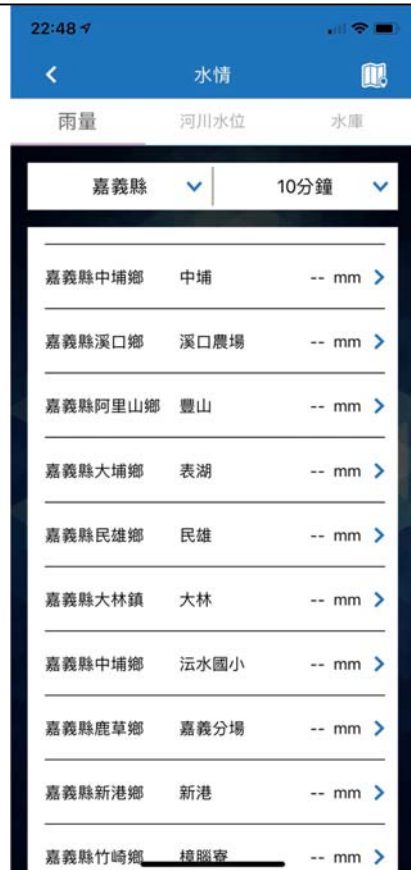 22:48
水情
雨量 河川水位 水庫
嘉義縣 10分鐘
嘉義縣中埔鄉 中埔 -- mm
嘉義縣溪口鄉 溪口農場 -- mm
嘉義縣阿里山鄉 豐山 -- mm
嘉義縣大埔鄉 表湖 -- mm
嘉義縣民雄鄉 民雄 -- mm
嘉義縣大林鎮 大林 -- mm
嘉義縣中埔鄉 沄水國小 -- mm
嘉義縣鹿草鄉 嘉義分場 -- mm
嘉義縣新港鄉 新港 -- mm
嘉義縣竹崎鄉 樟腦寮 -- mm